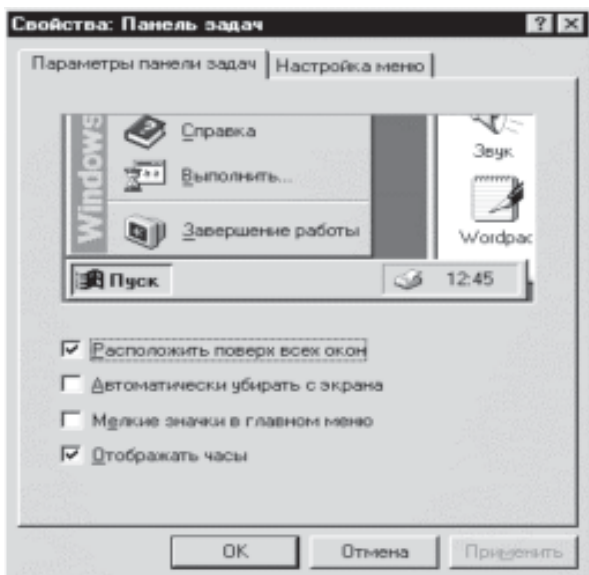 Свойства: Панель задач ? ×
Параметры панели задач Настройка меню
Windows
Справка
Звук
Выполнить...
Завершение работы
Wordpac
Пуск 12:45
Расположить поверх всех окон
Автоматически убирать с экрана
Мелкие значки в главном меню
Отображать часы
OK Отмена Применить